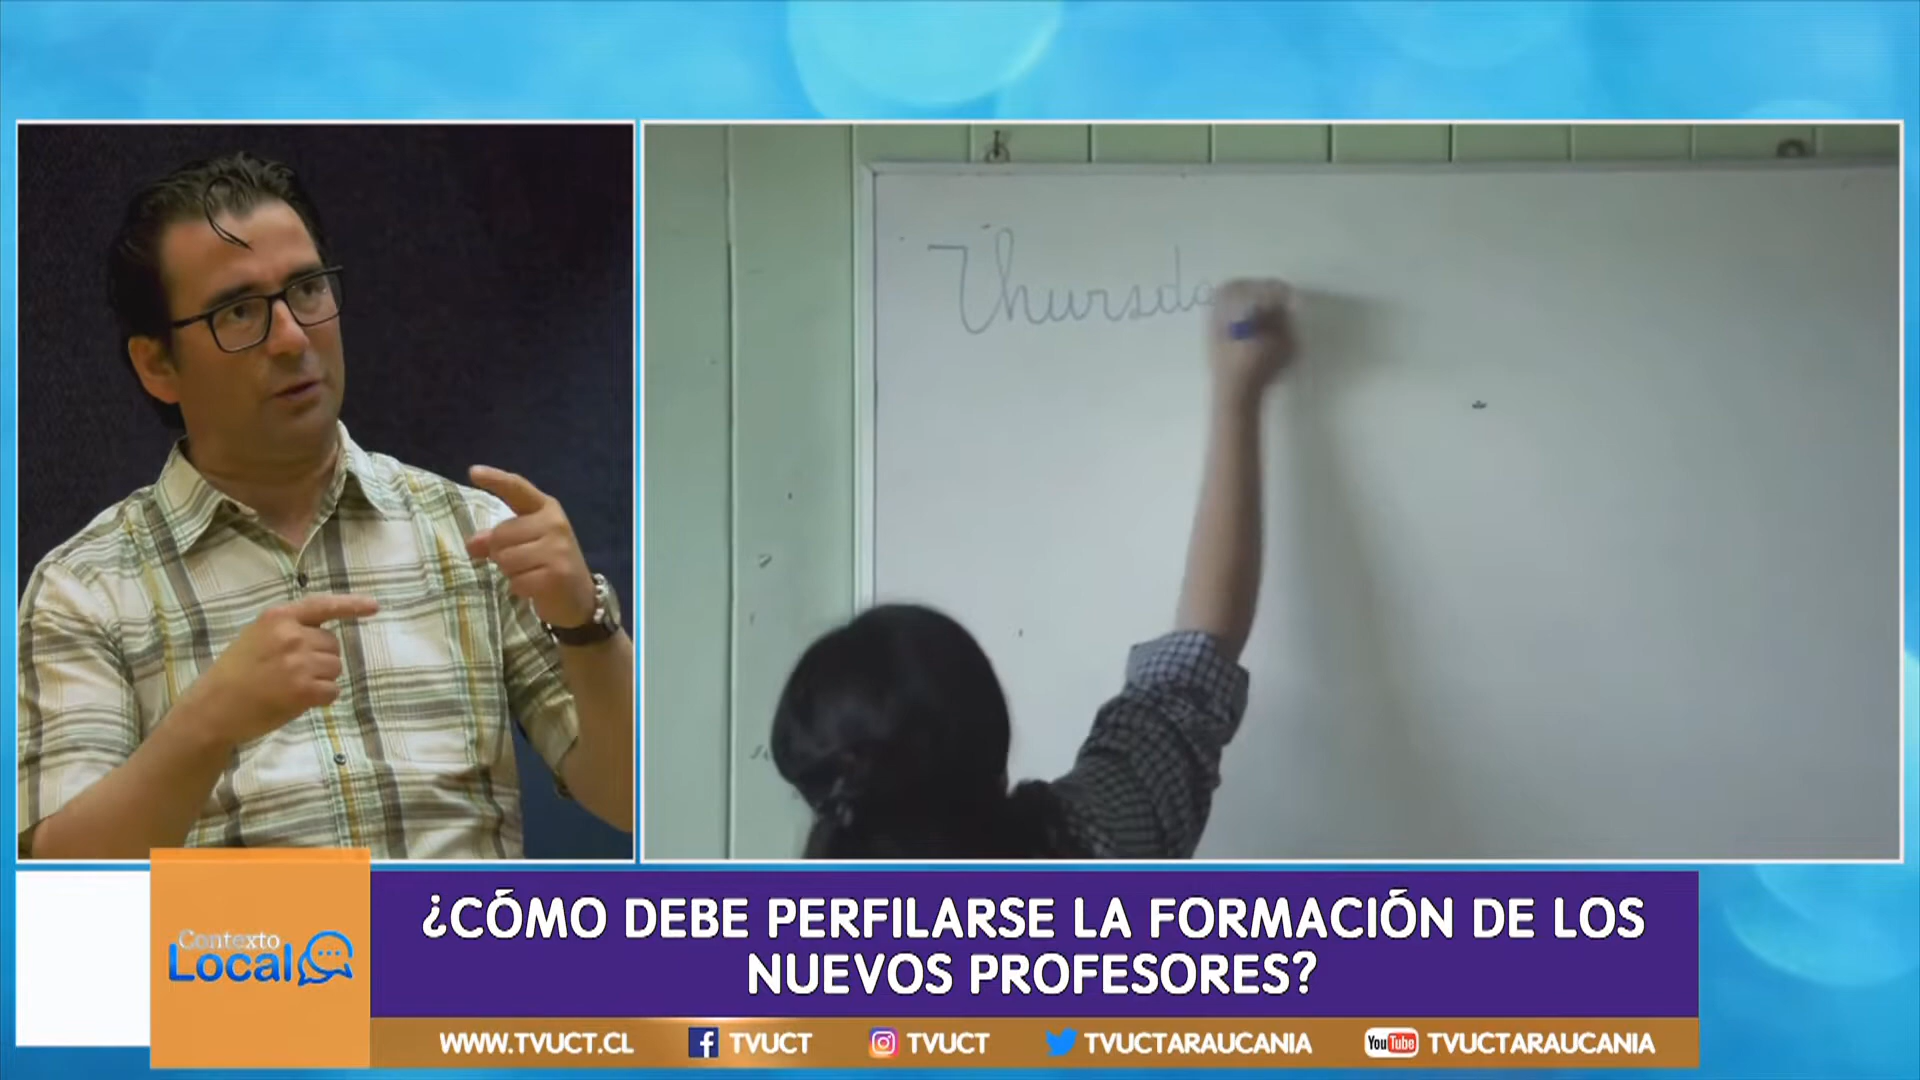 Thursda
¿CÓMO DEBE PERFILARSE LA FORMACIÓN DE LOS
NUEVOS PROFESORES?
Contexto
Local
WWW.TVUCT.CL TVUCT TVUCT TVUCTARAUCANIA You Tube TVUCTARAUCANIA